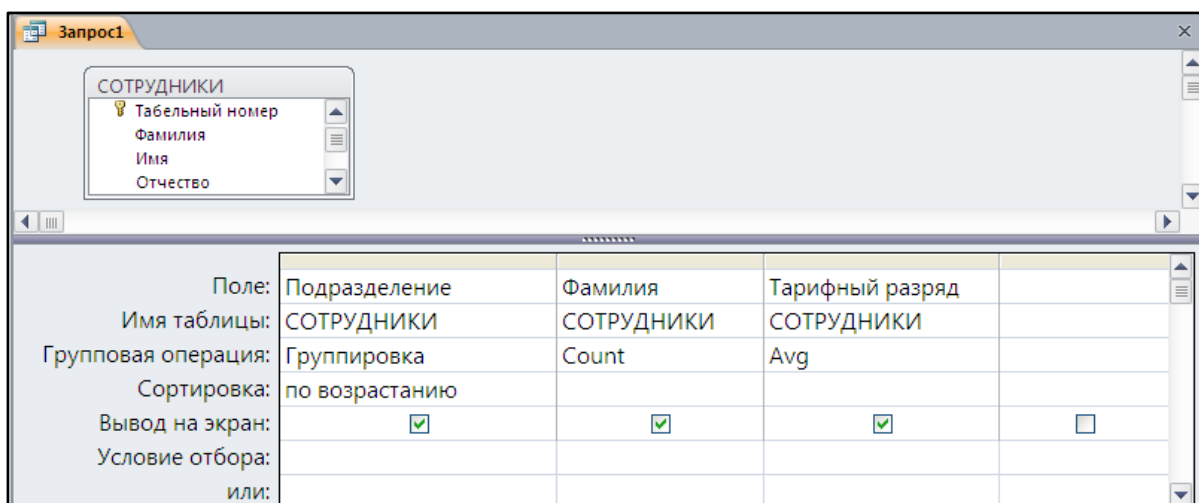 Запрос1
СОТРУДНИКИ
Табельный номер
Фамилия
Имя
Отчество
Поле: Подразделение Фамилия Тарифный разряд
Имя таблицы: СОТРУДНИКИ СОТРУДНИКИ СОТРУДНИКИ
Групповая операция: Группировка Count Avg
Сортировка: по возрастанию
Вывод на экран:
Условие отбора:
или: